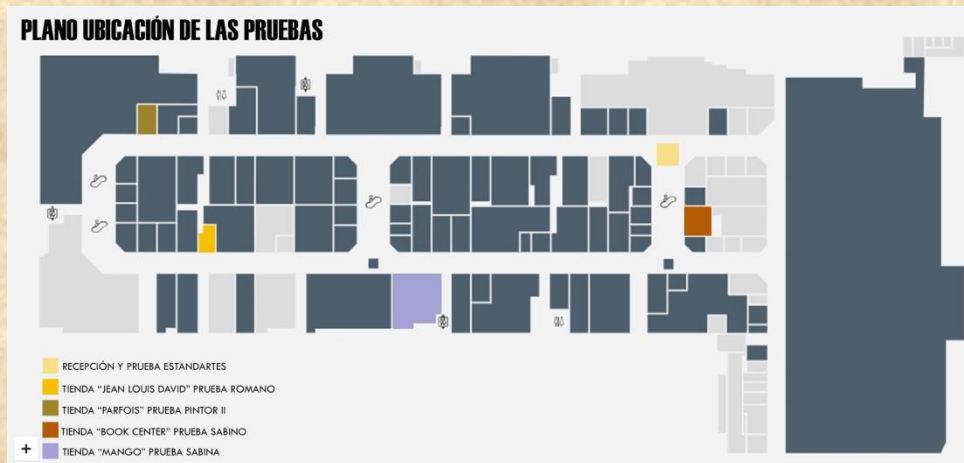 PLANO UBICACIÓN DE LAS PRUEBAS
RECEPCIÓN Y PRUEBA ESTANDARTES
TIENDA "JEAN LOUIS DAVID" PRUEBA ROMANO
TIENDA "PARFOIS" PRUEBA PINTOR II
TIENDA "BOOK CENTER" PRUEBA SABINO
+ TIENDA "MANGO" PRUEBA SABINA